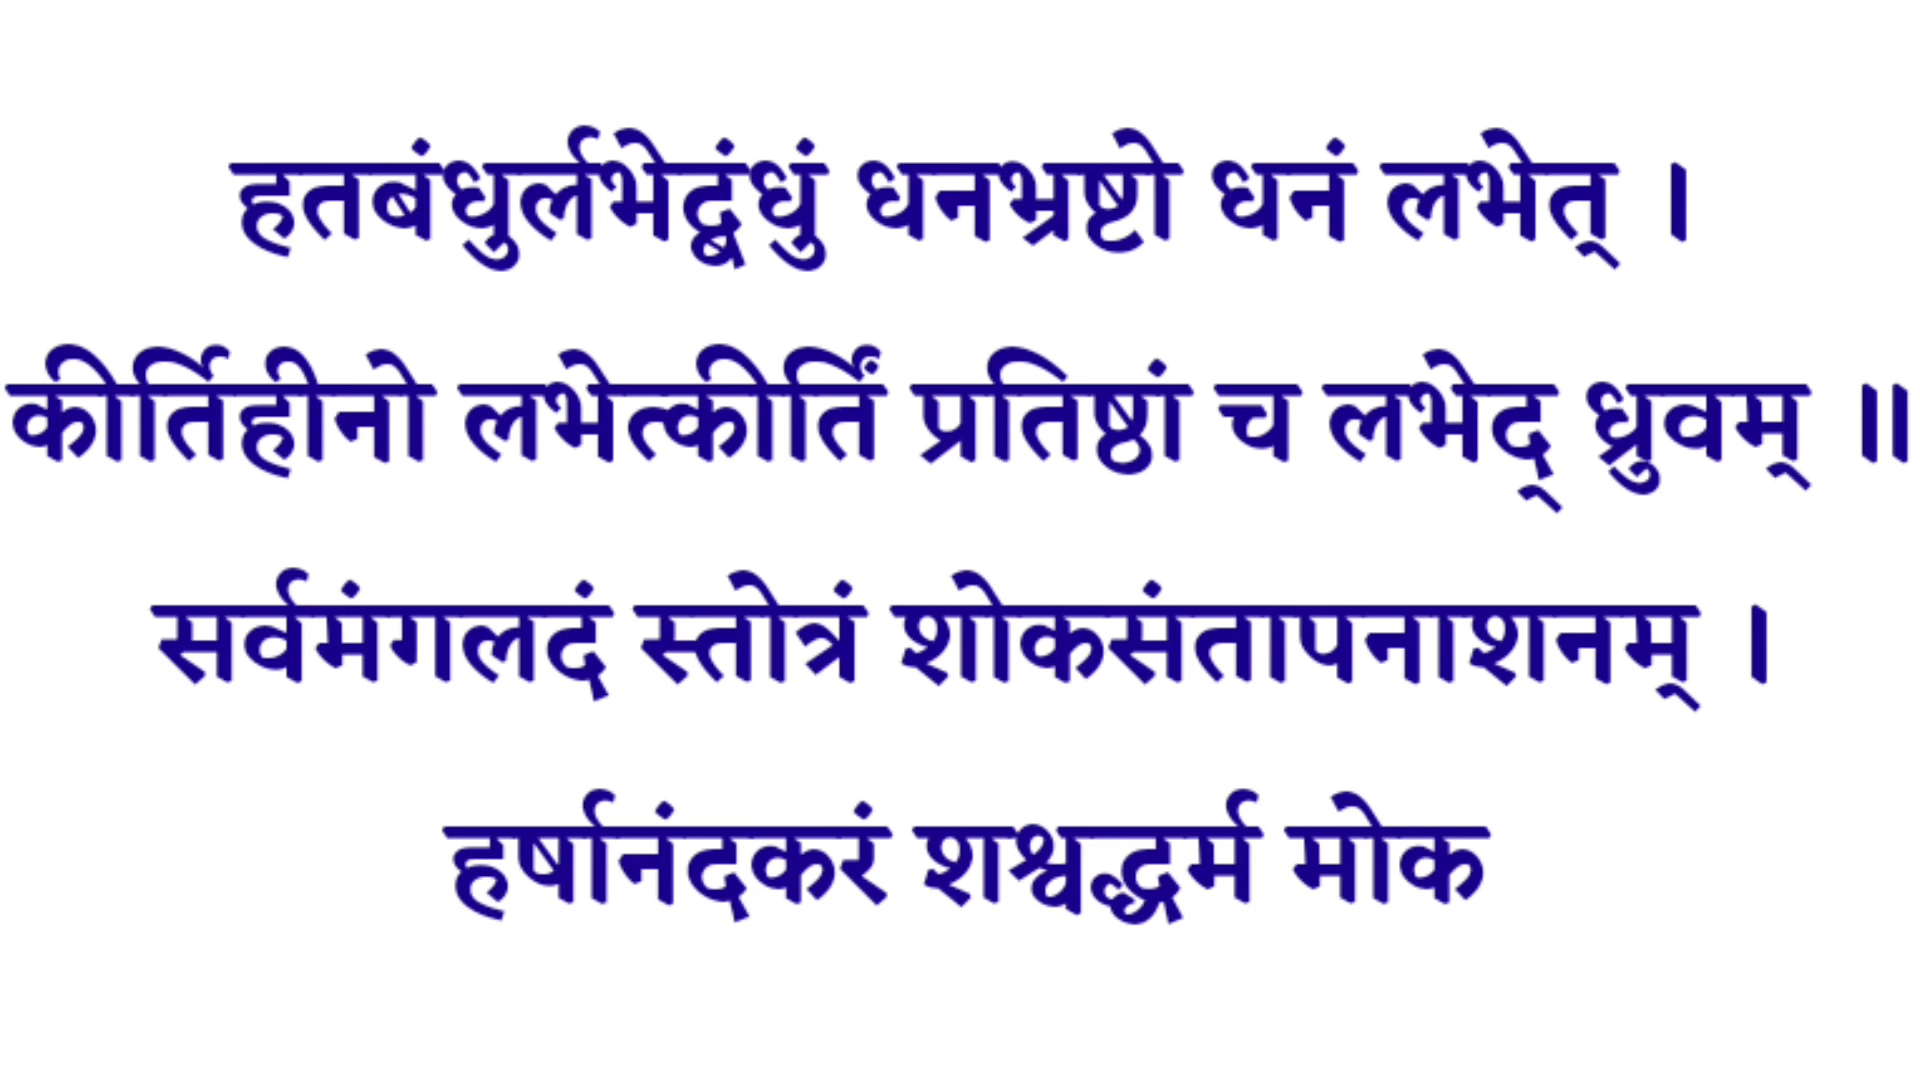 हतबंधुर्लभेद्बंधुं धनभ्रष्टो धनं लभेत् ।
कीर्तिहीनो लभेत्कीर्तिं प्रतिष्ठां च लभेद् ध्रुवम् ॥
सर्वमंगलदं स्तोत्रं शोकसंतापनाशनम् ।
हर्षानंदकरं शश्वद्धर्म मोक